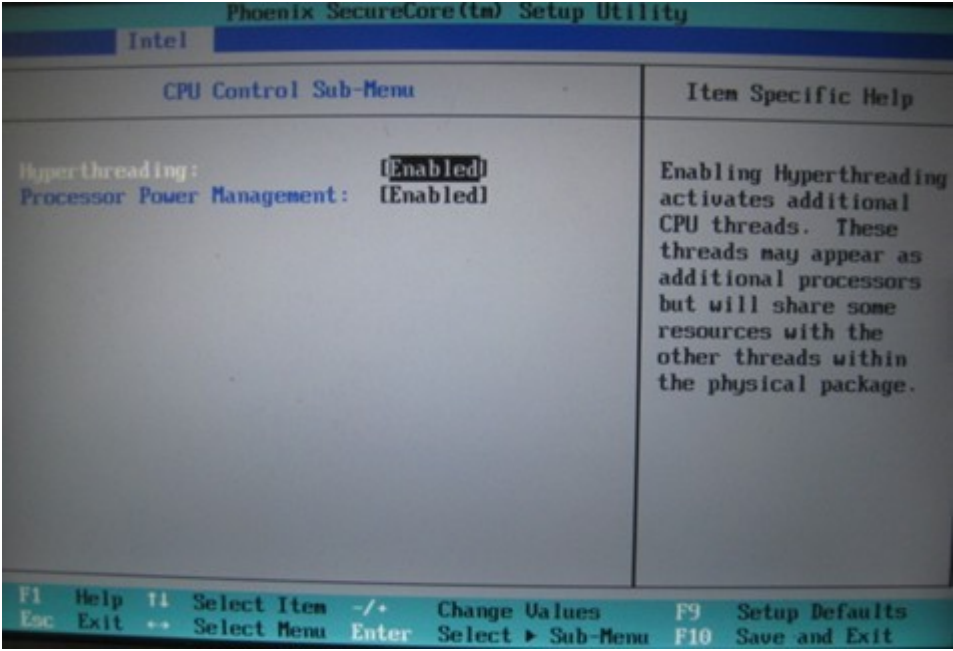 Phoenix SecureCore(tm) Setup Utility
Intel
CPU Control Sub-Menu
Item Specific Help
Hyperthreading: [Enabled]
Processor Power Management: [Enabled]
Enabling Hyperthreading
activates additional
CPU threads. These
threads may appear as
additional processors
but will share some
resources with the
other threads within
the physical package.
F1 Help ↑↓ Select Item -/+ Change Values F9 Setup Defaults
Esc Exit ↔ Select Menu Enter Select ▶ Sub-Menu F10 Save and Exit